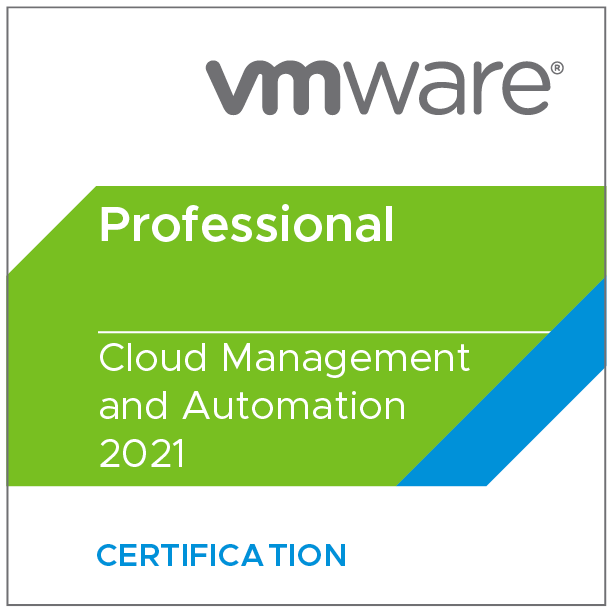 vmware®
Professional
Cloud Management
and Automation
2021
CERTIFICATION